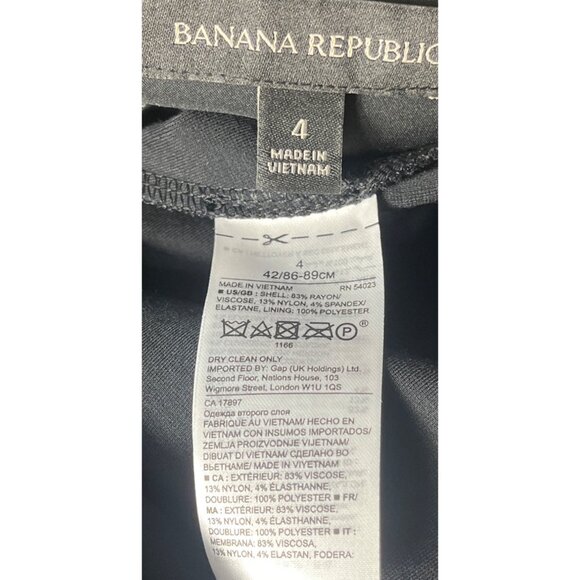 BANANA REPUBLIC
4
MADE IN
VIETNAM
4
42/86-89CM
MADE IN VIETNAM RN 54023
■ US/GB : SHELL: 83% RAYON/
VISCOSE, 13% NYLON, 4% SPANDEX/
ELASTANE, LINING: 100% POLYESTER
P
1166
DRY CLEAN ONLY
IMPORTED BY: Gap (UK Holdings) Ltd.
Second Floor, Nations House, 103
Wigmore Street, London W1U 1QS
CA 17897
Одежда второго слоя
FABRIQUE AU VIETNAM/ HECHO EN
VIETNAM CON INSUMOS IMPORTADOS/
ZEMLJA PROIZVODNJE VIJETNAM/
DIBUAT DI VIETNAM/ СДЕЛАНО ВО
ВЬЕТНАМЕ/ MADE IN VIYETNAM
■ CA : EXTÉRIEUR: 83% VISCOSE,
13% NYLON, 4% ÉLASTHANNE,
DOUBLURE: 100% POLYESTER ■ FR/
MA : EXTÉRIEUR: 83% VISCOSE,
13% NYLON, 4% ÉLASTHANNE,
DOUBLURE: 100% POLYESTER ■ IT :
MEMBRANA: 83% VISCOSA,
13% NYLON, 4% ELASTAN, FODERA: